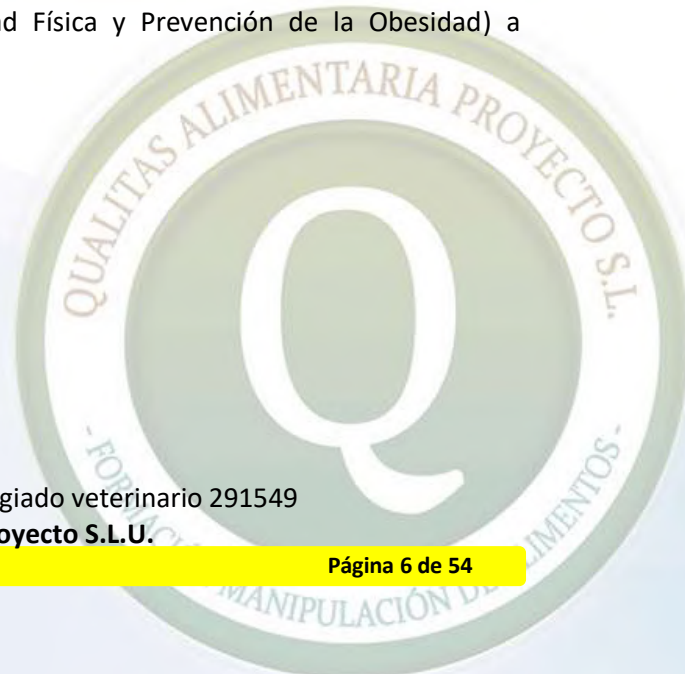 ad Física y Prevención de la Obesidad) a
QUALITAS ALIMENTARIA PROYECTO S.L.
giado veterinario 291549
oyecto S.L.U.
Página 6 de 54
- FORMACIÓN MANIPULACIÓN DE ALIMENTOS -